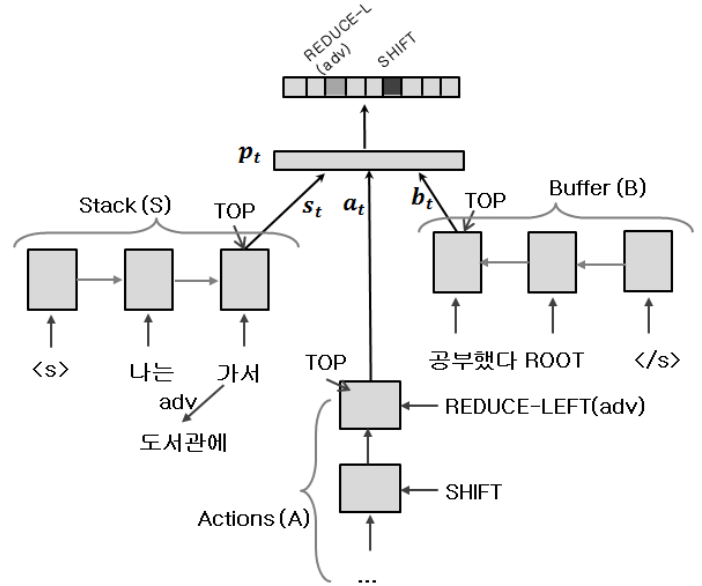 REDUCE-L
(adv)
SHIFT
p_t
s_t a_t b_t
Stack (S)
TOP
TOP
Buffer (B)
<s> 나는 가서
공부했다 ROOT </s>
adv
도서관에
TOP
REDUCE-LEFT(adv)
SHIFT
Actions (A)
...